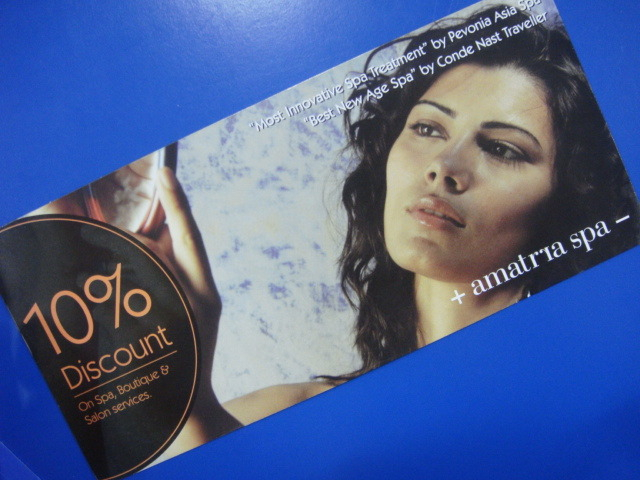 "Most Innovative Spa Treatment" by Pevonia Asia Spa
"Best New Age Spa" by Conde Nast Traveller
+ amatrra spa –
10%
Discount
On Spa, Boutique &
Salon services.